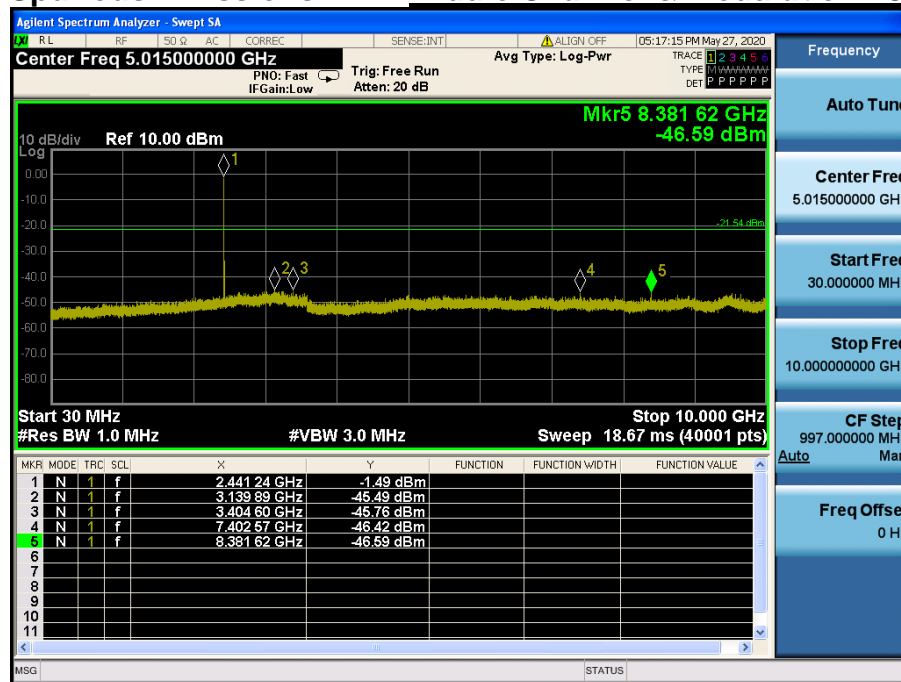 Agilent Spectrum Analyzer - Swept SA
LXI RL RF 50 Ω AC CORREC SENSE:INT ALIGN OFF 05:17:15 PM May 27, 2020
Center Freq 5.015000000 GHz
PNO: Fast Trig: Free Run
IFGain:Low Atten: 20 dB
Avg Type: Log-Pwr
TRACE 1 2 3 4 5 6
TYPE M W W W W W
DET P P P P P P
Mkr5 8.381 62 GHz
-46.59 dBm
10 dB/div Ref 10.00 dBm
Log
1
0.00
-10.0
-20.0
-21.54 dBm
-30.0
2 3 4 5
-40.0
-50.0
-60.0
-70.0
-80.0
Start 30 MHz Stop 10.000 GHz
#Res BW 1.0 MHz #VBW 3.0 MHz Sweep 18.67 ms (40001 pts)
MKR MODE TRC SCL X Y FUNCTION FUNCTION WIDTH FUNCTION VALUE
1 N 1 f 2.441 24 GHz -1.49 dBm
2 N 1 f 3.139 89 GHz -45.49 dBm
3 N 1 f 3.404 60 GHz -45.76 dBm
4 N 1 f 7.402 57 GHz -46.42 dBm
5 N 1 f 8.381 62 GHz -46.59 dBm
6
7
8
9
10
11
MSG STATUS
Frequency
Auto Tun
Center Fre
5.015000000 GH
Start Fre
30.000000 MH
Stop Fre
10.000000000 GH
CF Step
997.000000 MH
Auto Ma
Freq Offse
0 H